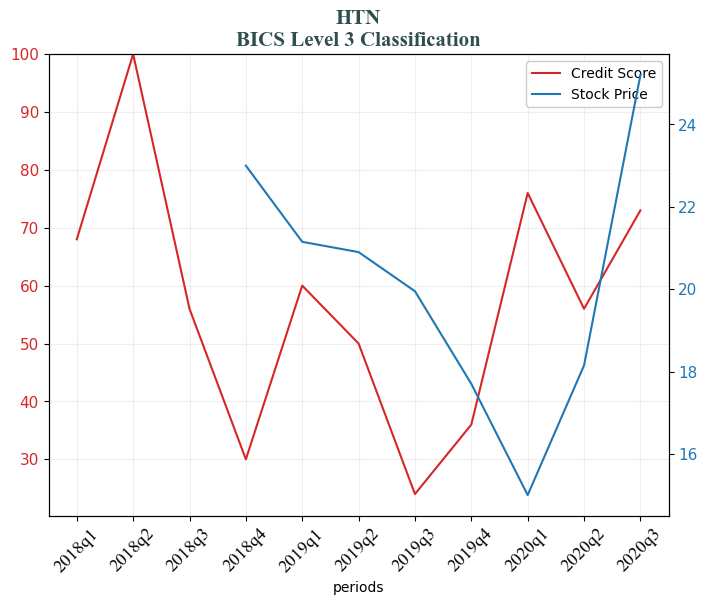 HTN
BICS Level 3 Classification
Credit Score
Stock Price
100
90
80
70
60
50
40
30
24
22
20
18
16
2018q1
2018q2
2018q3
2018q4
2019q1
2019q2
2019q3
2019q4
2020q1
2020q2
2020q3
periods